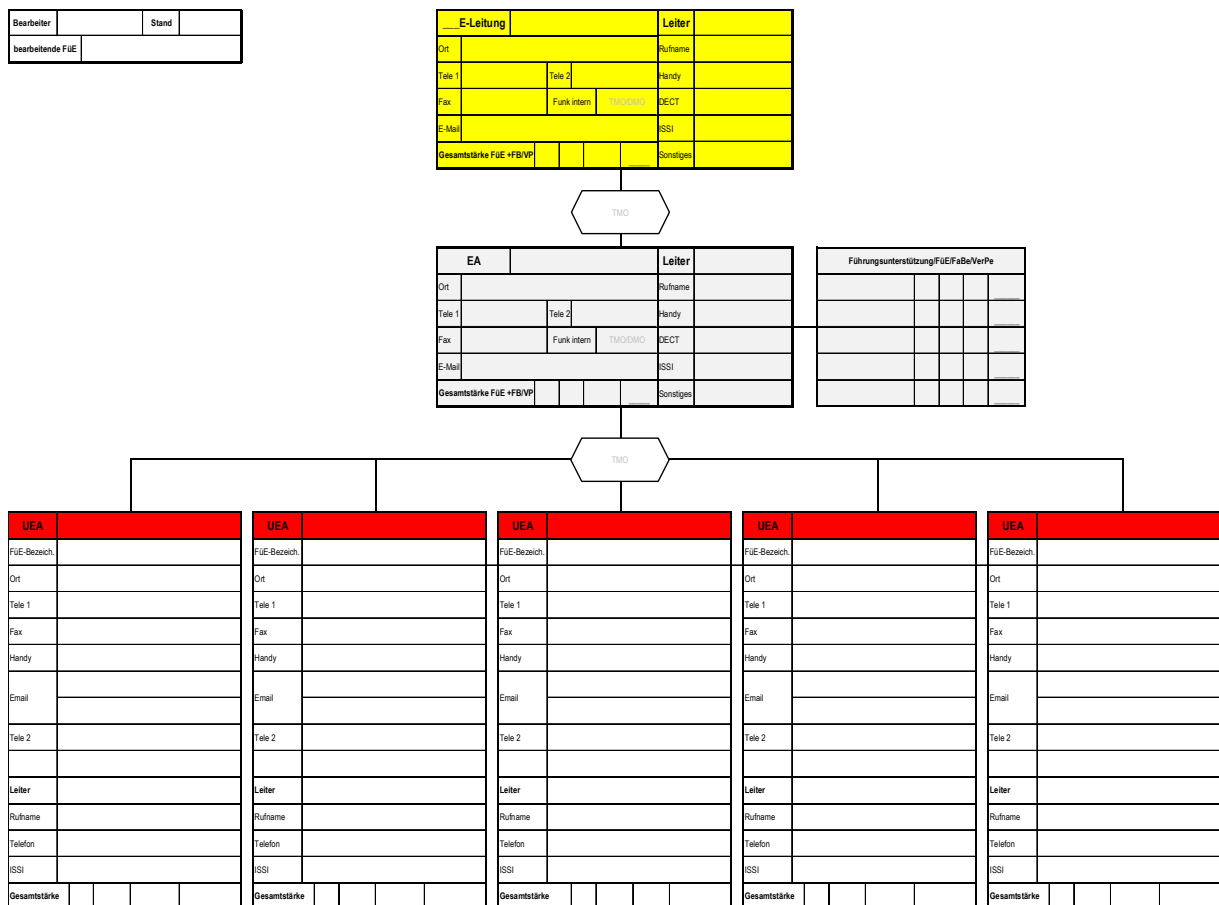 Bearbeiter Stand
bearbeitende FüE
___E-Leitung Leiter
Ort Rufname
Tele 1 Tele 2 Handy
Fax Funk intern TMO/DMO DECT
E-Mail ISSI
Gesamtstärke FüE +FB/VP ____ Sonstiges
TMO
EA Leiter Führungsunterstützung/FüE/FaBe/VerPe
Ort Rufname _____
Tele 1 Tele 2 Handy _____
Fax Funk intern TMO/DMO DECT _____
E-Mail ISSI _____
Gesamtstärke FüE +FB/VP ____ Sonstiges _____
TMO
UEA UEA UEA UEA UEA
FüE-Bezeich. FüE-Bezeich. FüE-Bezeich. FüE-Bezeich. FüE-Bezeich.
Ort Ort Ort Ort Ort
Tele 1 Tele 1 Tele 1 Tele 1 Tele 1
Fax Fax Fax Fax Fax
Handy Handy Handy Handy Handy
Email Email Email Email Email
Tele 2 Tele 2 Tele 2 Tele 2 Tele 2
Leiter Leiter Leiter Leiter Leiter
Rufname Rufname Rufname Rufname Rufname
Telefon Telefon Telefon Telefon Telefon
ISSI ISSI ISSI ISSI ISSI
Gesamtstärke Gesamtstärke Gesamtstärke Gesamtstärke Gesamtstärke